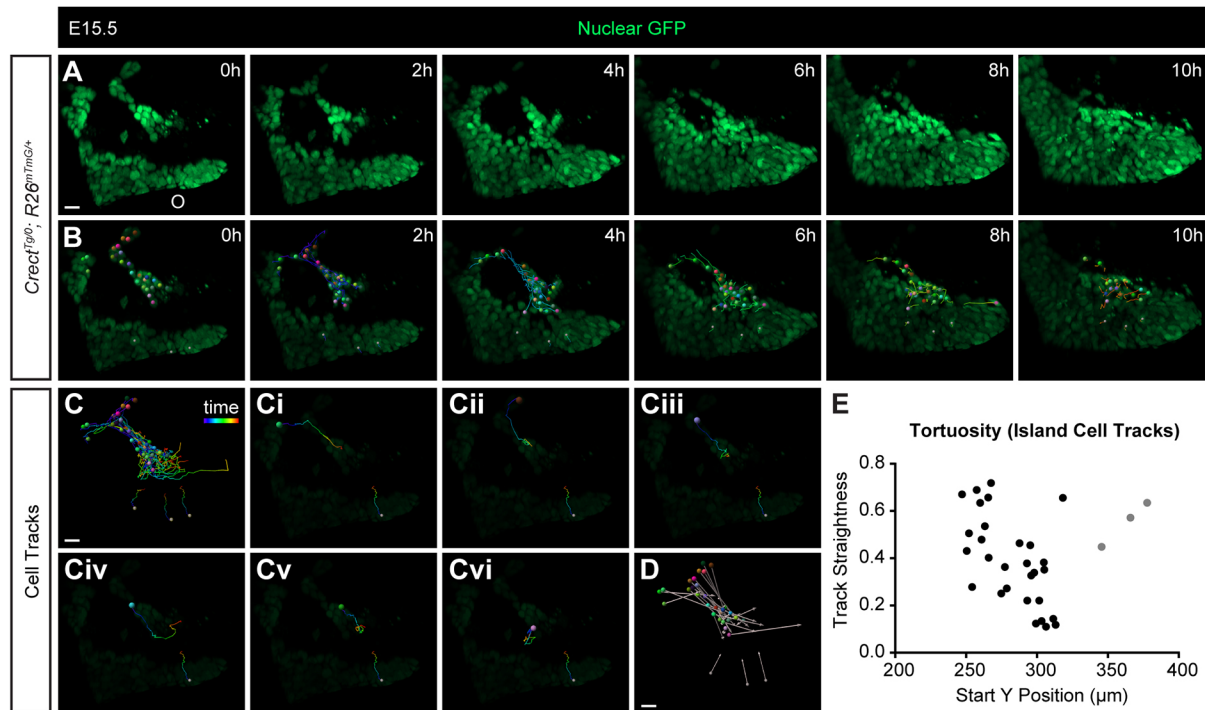 E15.5 Nuclear GFP
Crect^Tg/0; R26^mTmG/+
A 0h 2h 4h 6h 8h 10h
O
B 0h 2h 4h 6h 8h 10h
Cell Tracks
C time Ci Cii Ciii
Civ Cv Cvi D
E
Tortuosity (Island Cell Tracks)
Track Straightness
0.8
0.6
0.4
0.2
0.0
200 250 300 350 400
Start Y Position (µm)